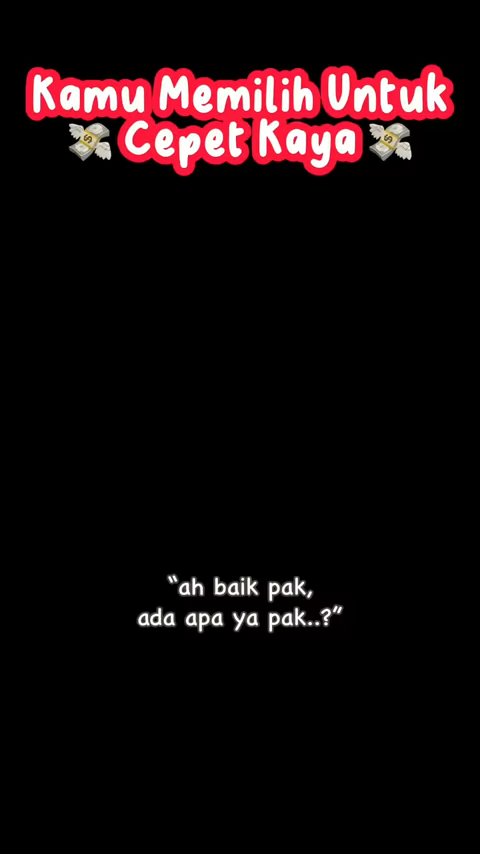 Kamu Memilih Untuk
💸 Cepet Kaya 💸
“ah baik pak,
ada apa ya pak..?”